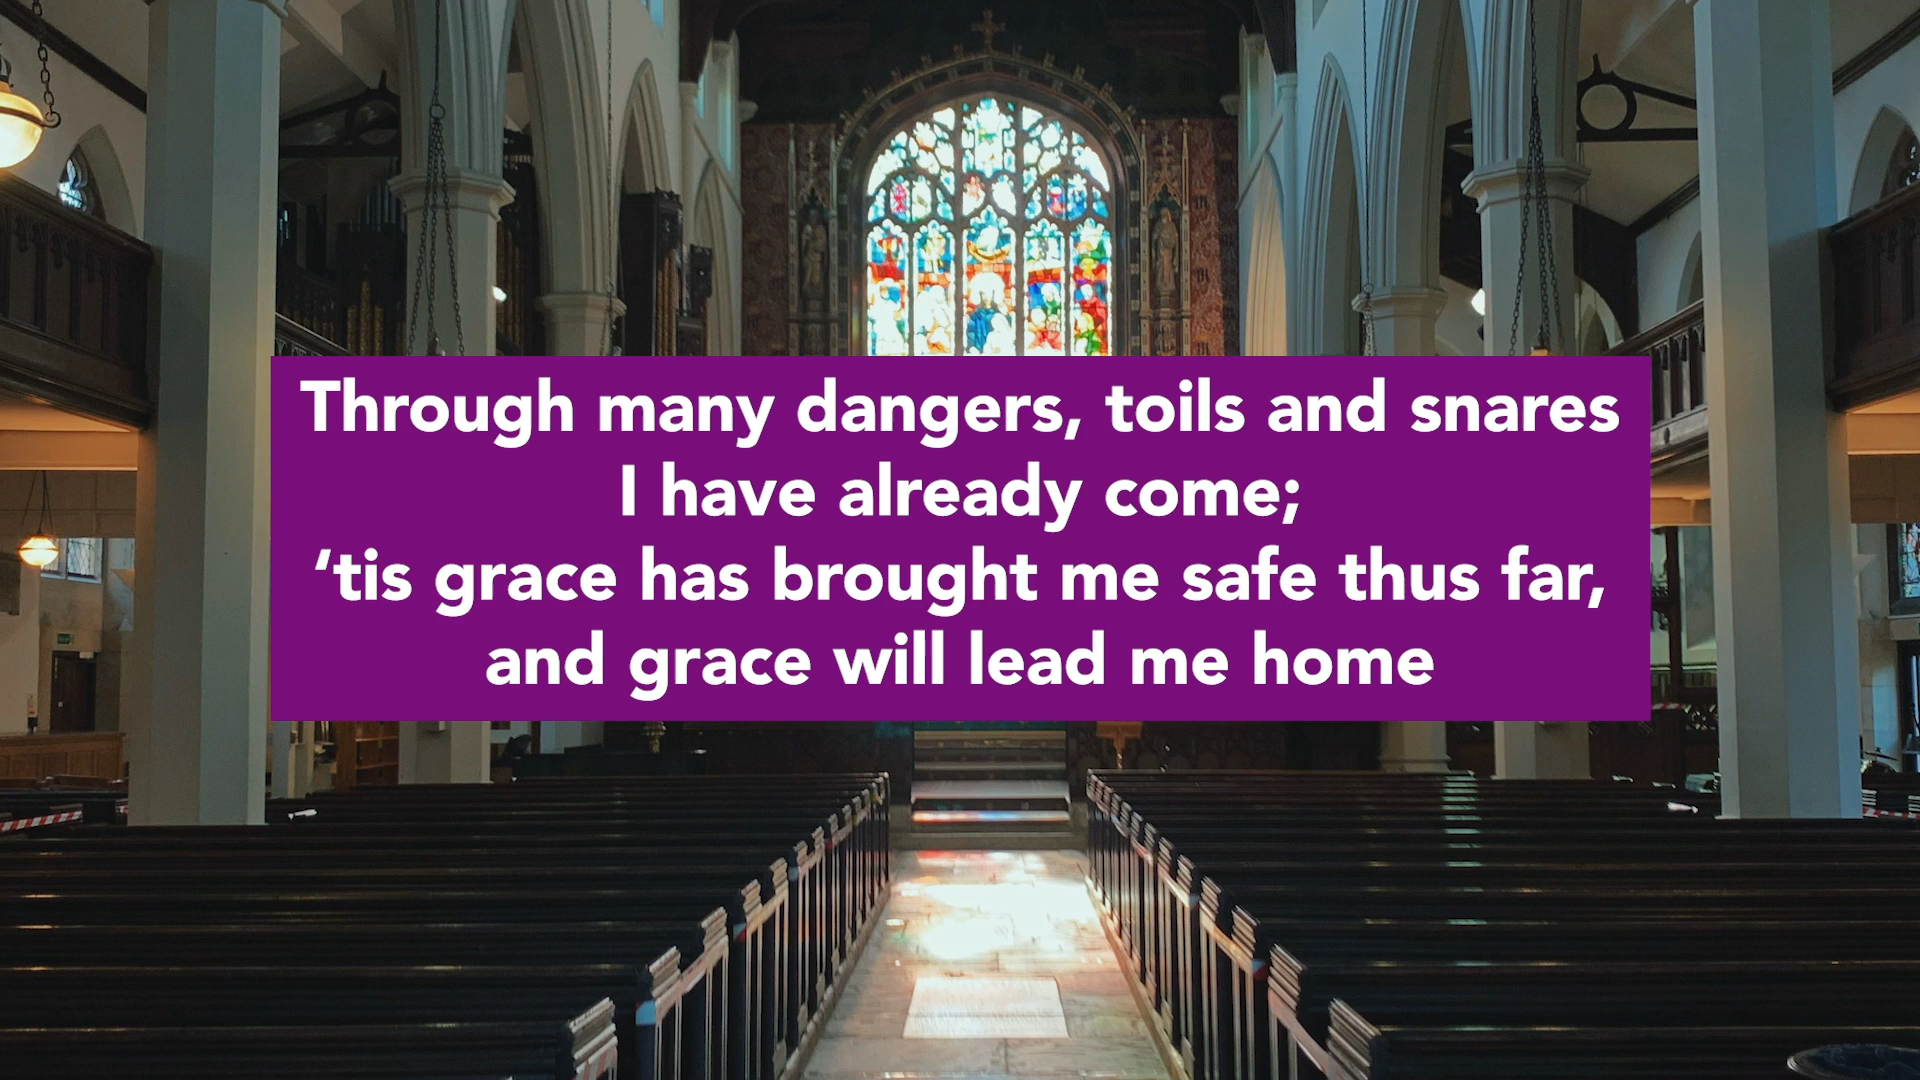 Through many dangers, toils and snares
I have already come;
‘tis grace has brought me safe thus far,
and grace will lead me home